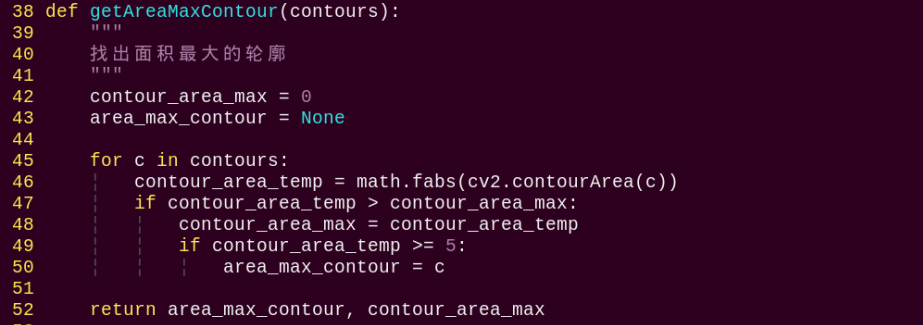 38 def getAreaMaxContour(contours):
39     """
40     找出面积最大的轮廓
41     """
42     contour_area_max = 0
43     area_max_contour = None
44
45     for c in contours:
46         contour_area_temp = math.fabs(cv2.contourArea(c))
47         if contour_area_temp > contour_area_max:
48             contour_area_max = contour_area_temp
49             if contour_area_temp >= 5:
50                 area_max_contour = c
51
52     return area_max_contour, contour_area_max